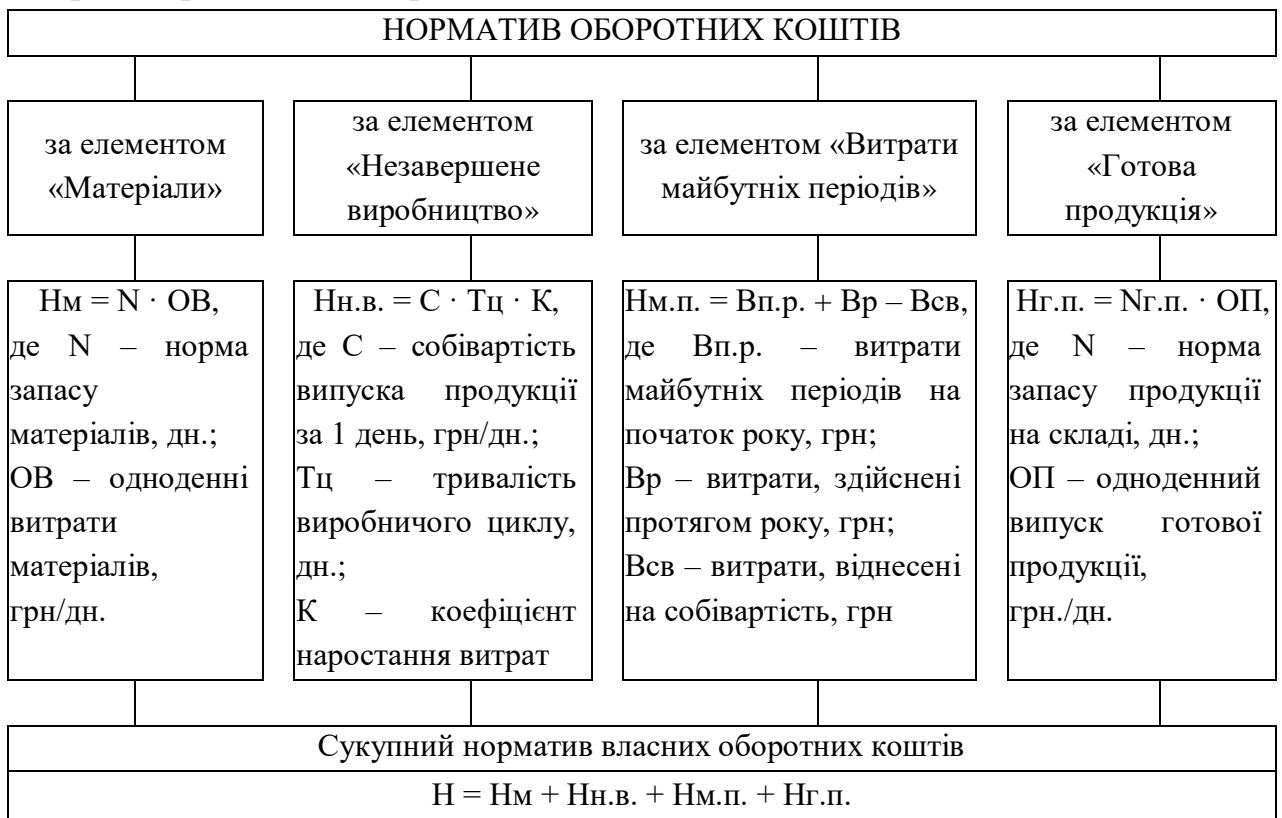 НОРМАТИВ ОБОРОТНИХ КОШТІВ
за елементом
«Матеріали»
за елементом
«Незавершене
виробництво»
за елементом «Витрати
майбутніх періодів»
за елементом
«Готова
продукція»
Нм = N · ОВ,
де N – норма
запасу
матеріалів, дн.;
ОВ – одноденні
витрати
матеріалів,
грн/дн.
Нн.в. = С · Тц · К,
де С – собівартість
випуска продукції
за 1 день, грн/дн.;
Тц – тривалість
виробничого циклу,
дн.;
К – коефіцієнт
наростання витрат
Нм.п. = Вп.р. + Вр – Всв,
де Вп.р. – витрати
майбутніх періодів на
початок року, грн;
Вр – витрати, здійснені
протягом року, грн;
Всв – витрати, віднесені
на собівартість, грн
Нг.п. = Nг.п. · ОП,
де N – норма
запасу продукції
на складі, дн.;
ОП – одноденний
випуск готової
продукції,
грн./дн.
Сукупний норматив власних оборотних коштів
Н = Нм + Нн.в. + Нм.п. + Нг.п.